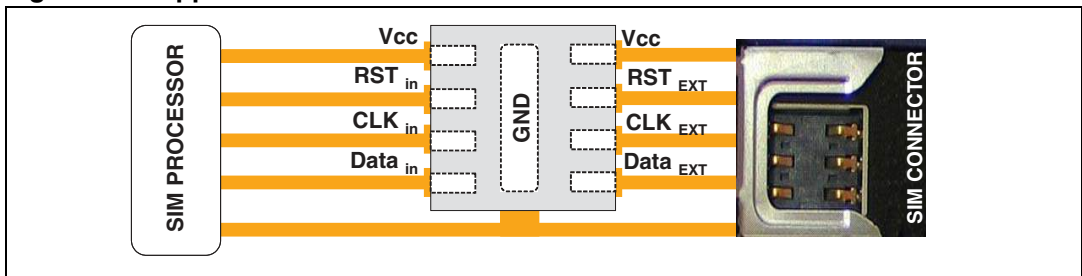 SIM PROCESSOR
Vcc
RST in
CLK in
Data in
GND
Vcc
RST EXT
CLK EXT
Data EXT
SIM CONNECTOR